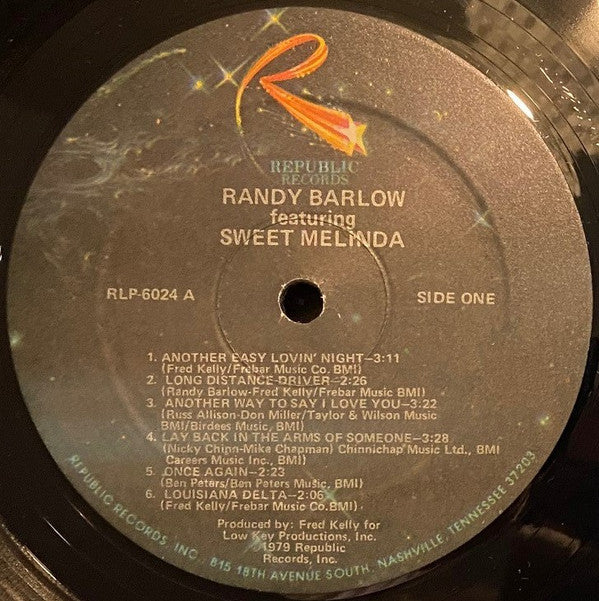 R
REPUBLIC
RECORDS
RANDY BARLOW
featuring
SWEET MELINDA
RLP-6024 A
SIDE ONE
1. ANOTHER EASY LOVIN' NIGHT—3:11
(Fred Kelly/Frebar Music Co. BMI)
2. LONG DISTANCE DRIVER—2:26
(Randy Barlow-Fred Kelly/Frebar Music BMI)
3. ANOTHER WAY TO SAY I LOVE YOU—3:22
(Russ Allison-Don Miller/Taylor & Wilson Music
BMI/Birdees Music, BMI)
4. LAY BACK IN THE ARMS OF SOMEONE—3:28
(Nicky Chinn-Mike Chapman) Chinnichap Music Ltd., BMI
Careers Music Inc., BMI)
5. ONCE AGAIN—2:23
(Ben Peters/Ben Peters Music, BMI)
6. LOUISIANA DELTA—2:06
(Fred Kelly/Frebar Music, BMI)
Produced by: Fred Kelly for
Low Key Productions, Inc.
1979 Republic
Records, Inc.
REPUBLIC RECORDS, INC., 815 18TH AVENUE SOUTH, NASHVILLE, TENNESSEE 37203